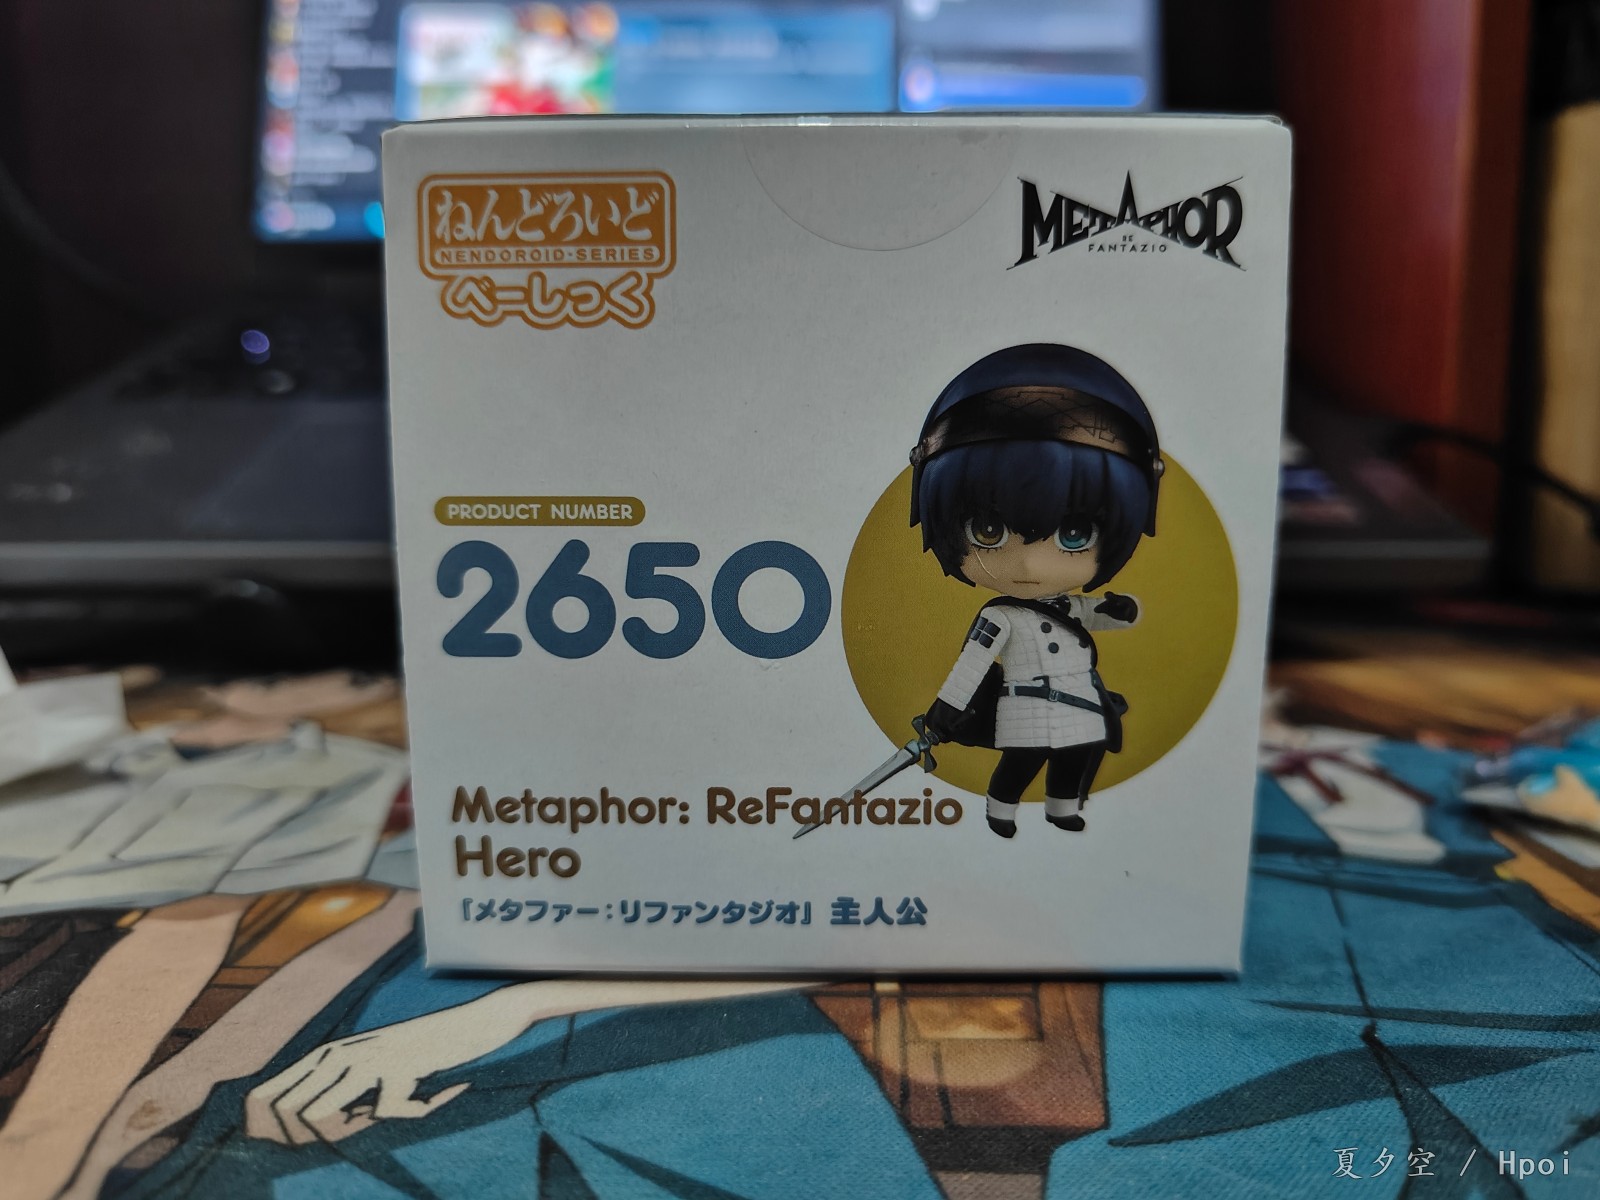 ねんどろいど
NENDOROID-SERIES
べーしっく
METAPHOR
RE
FANTAZIO
PRODUCT NUMBER
2650
Metaphor: ReFantazio
Hero
『メタファー：リファンタジオ』 主人公
夏夕空 / Hpoi